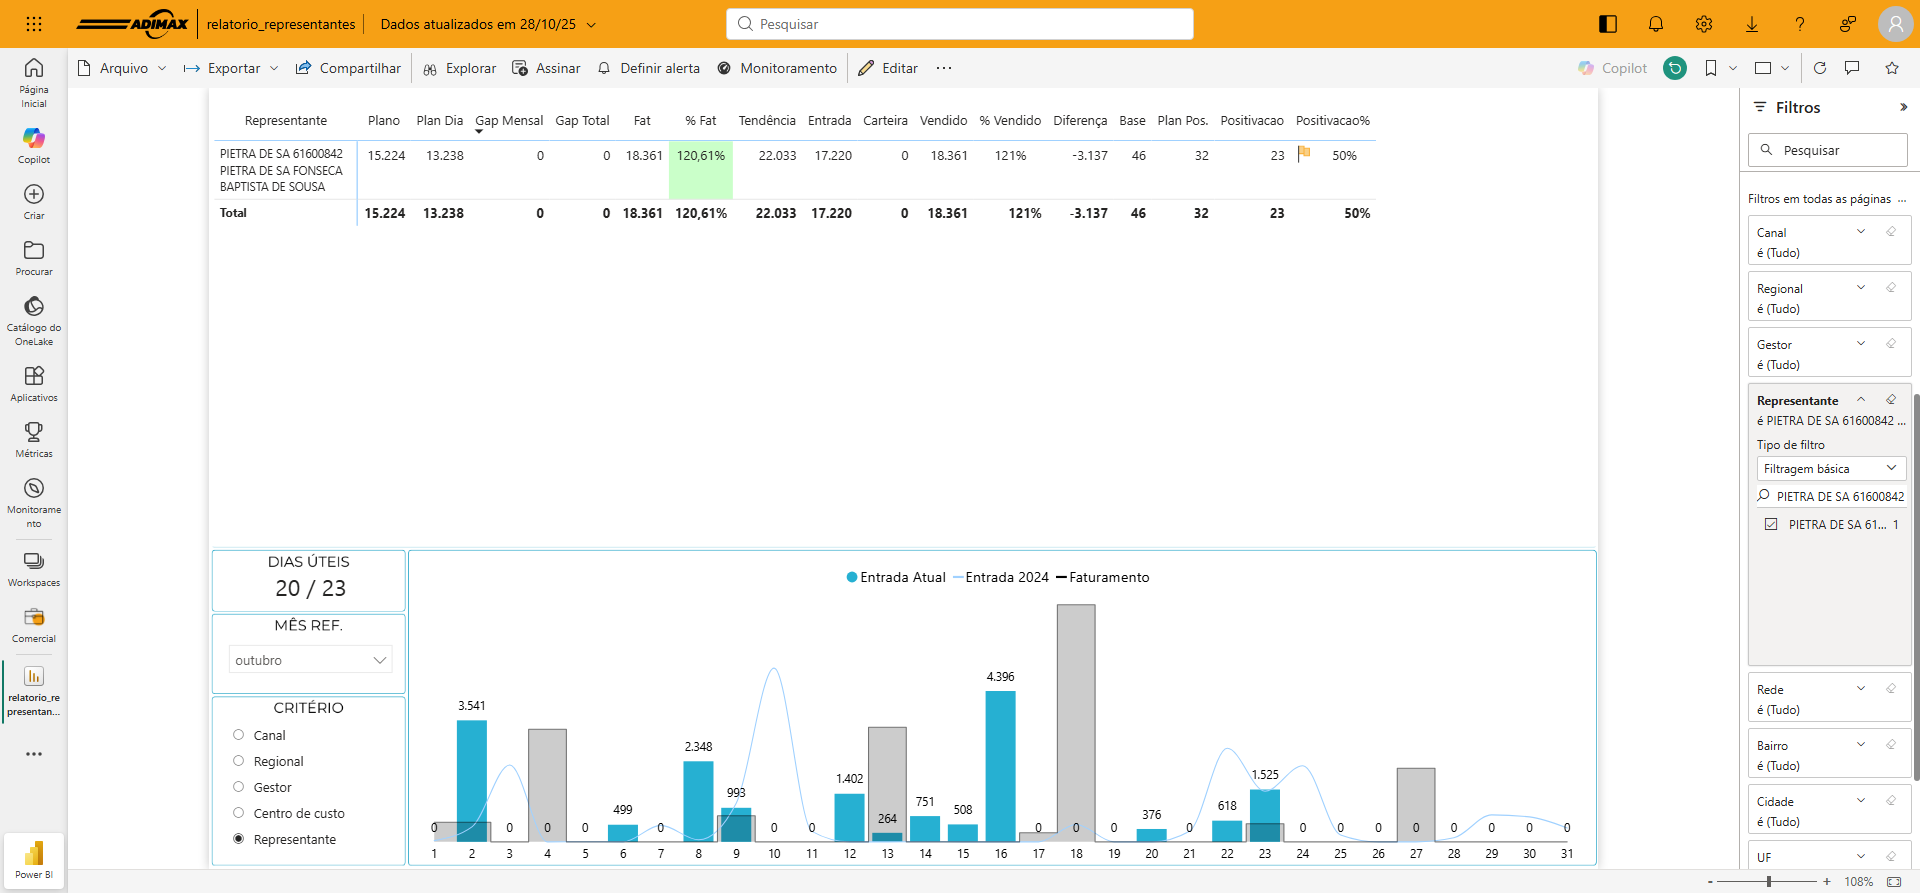 ADIMAX
relatorio_representantes
Dados atualizados em 28/10/25
Pesquisar
Arquivo
Exportar
Compartilhar
Explorar
Assinar
Definir alerta
Monitoramento
Editar
Copilot
Página
Inicial
Copilot
Criar
Procurar
Catálogo do
OneLake
Aplicativos
Métricas
Monitorame
nto
Workspaces
Comercial
relatorio_re
presentan...
Power BI
Representante Plano Plan Dia Gap Mensal Gap Total Fat % Fat Tendência Entrada Carteira Vendido % Vendido Diferença Base Plan Pos. Positivacao Positivacao%
PIETRA DE SA 61600842 15.224 13.238 0 0 18.361 120,61% 22.033 17.220 0 18.361 121% -3.137 46 32 23 50%
PIETRA DE SA FONSECA
BAPTISTA DE SOUSA
Total 15.224 13.238 0 0 18.361 120,61% 22.033 17.220 0 18.361 121% -3.137 46 32 23 50%
DIAS ÚTEIS
20 / 23
MÊS REF.
outubro
CRITÉRIO
Canal
Regional
Gestor
Centro de custo
Representante
Entrada Atual Entrada 2024 Faturamento
0 3.541 0 0 0 499 0 2.348 993 0 0 1.402 264 751 508 4.396 0 0 0 376 0 618 1.525 0 0 0 0 0 0 0 0
1 2 3 4 5 6 7 8 9 10 11 12 13 14 15 16 17 18 19 20 21 22 23 24 25 26 27 28 29 30 31
Filtros
Pesquisar
Filtros em todas as páginas ...
Canal
é (Tudo)
Regional
é (Tudo)
Gestor
é (Tudo)
Representante
é PIETRA DE SA 61600842 ...
Tipo de filtro
Filtragem básica
PIETRA DE SA 61600842
PIETRA DE SA 61... 1
Rede
é (Tudo)
Bairro
é (Tudo)
Cidade
é (Tudo)
UF
- + 108%